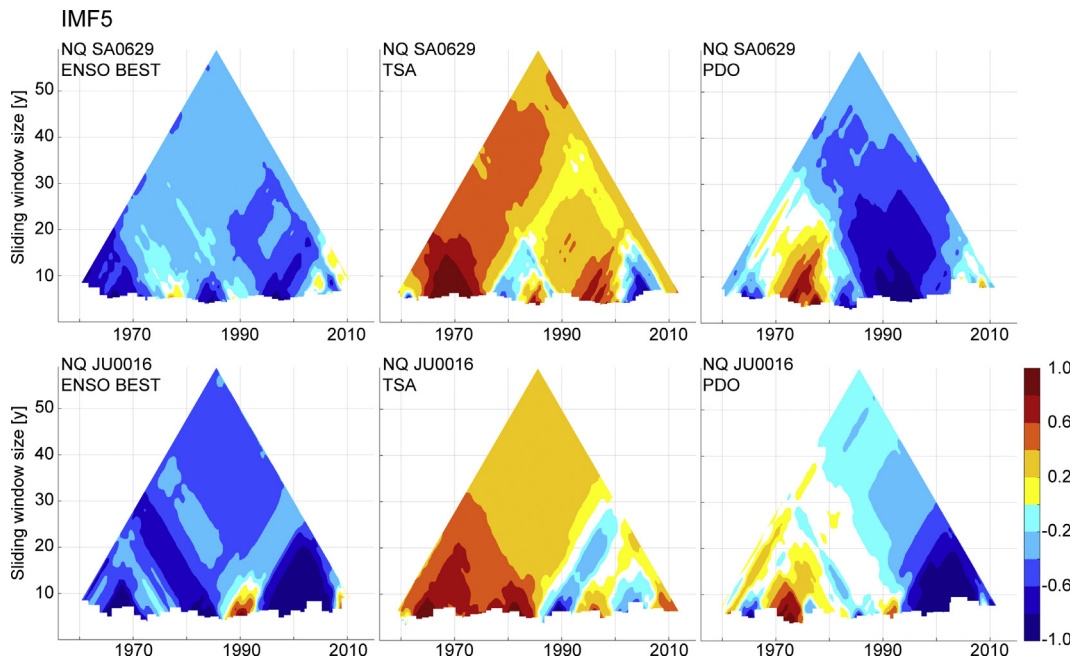 IMF5
NQ SA0629
ENSO BEST
NQ SA0629
TSA
NQ SA0629
PDO
Sliding window size [y]
50
40
30
20
10
1970 1990 2010
1970 1990 2010
1970 1990 2010
NQ JU0016
ENSO BEST
NQ JU0016
TSA
NQ JU0016
PDO
Sliding window size [y]
50
40
30
20
10
1970 1990 2010
1970 1990 2010
1970 1990 2010
1.0
0.6
0.2
-0.2
-0.6
-1.0